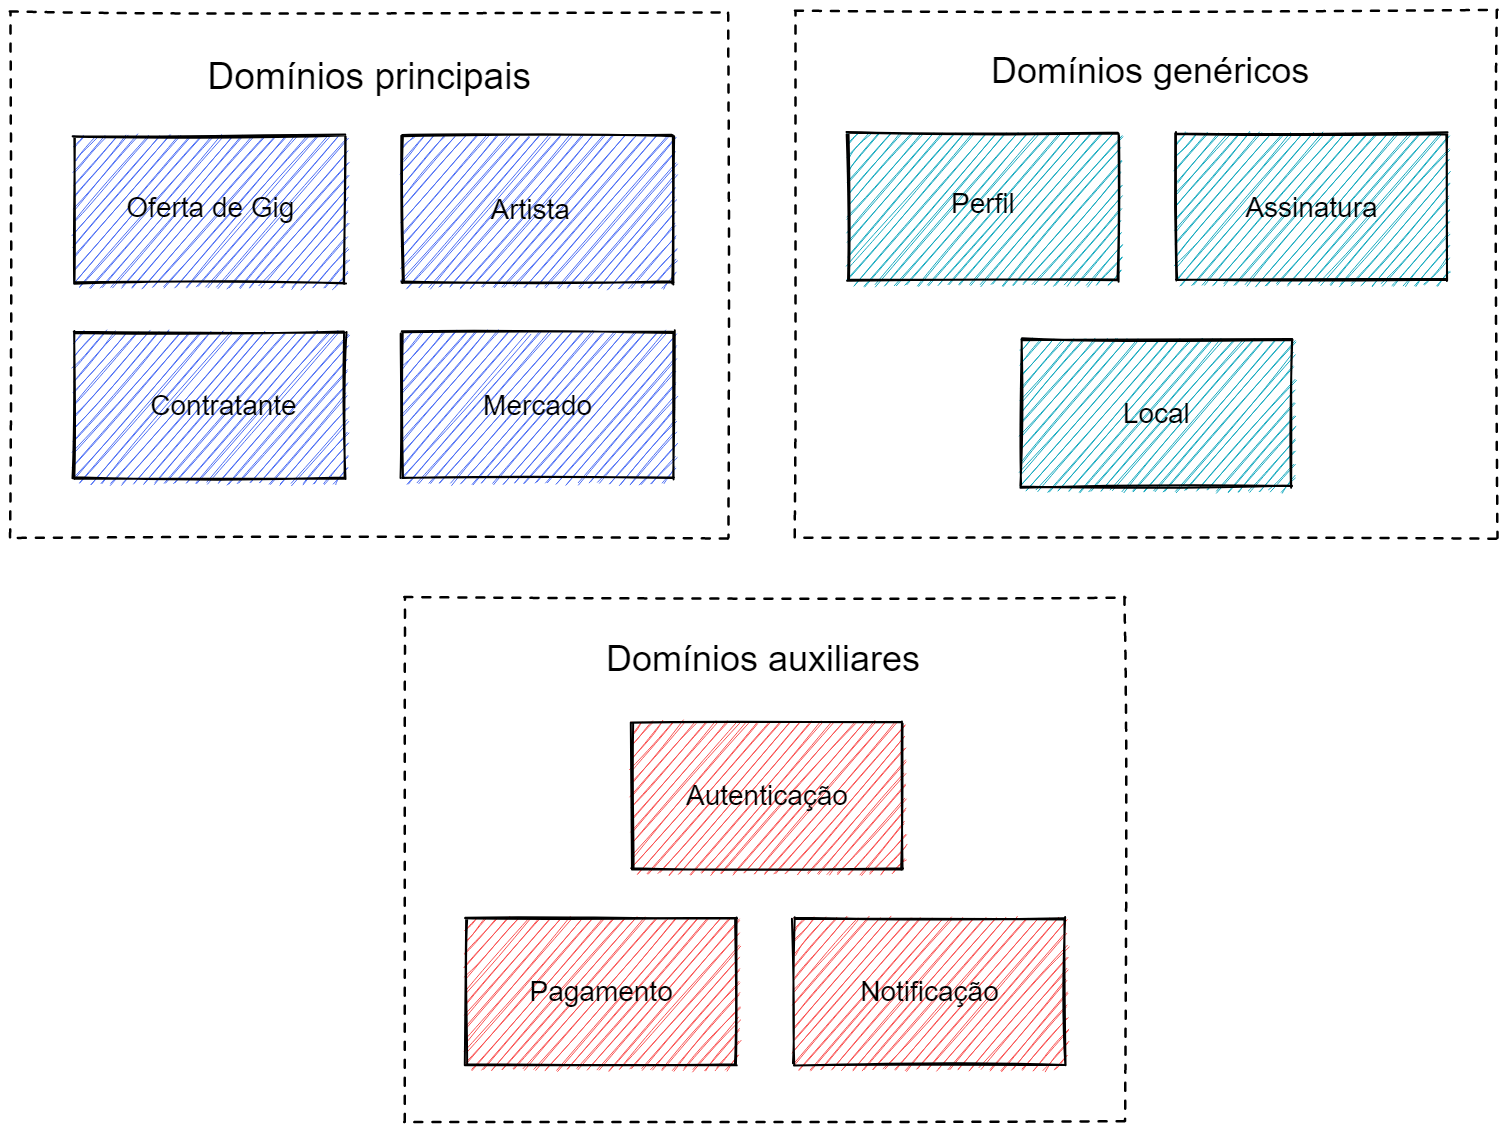 Domínios principais
Oferta de Gig
Artista
Contratante
Mercado
Domínios genéricos
Perfil
Assinatura
Local
Domínios auxiliares
Autenticação
Pagamento
Notificação